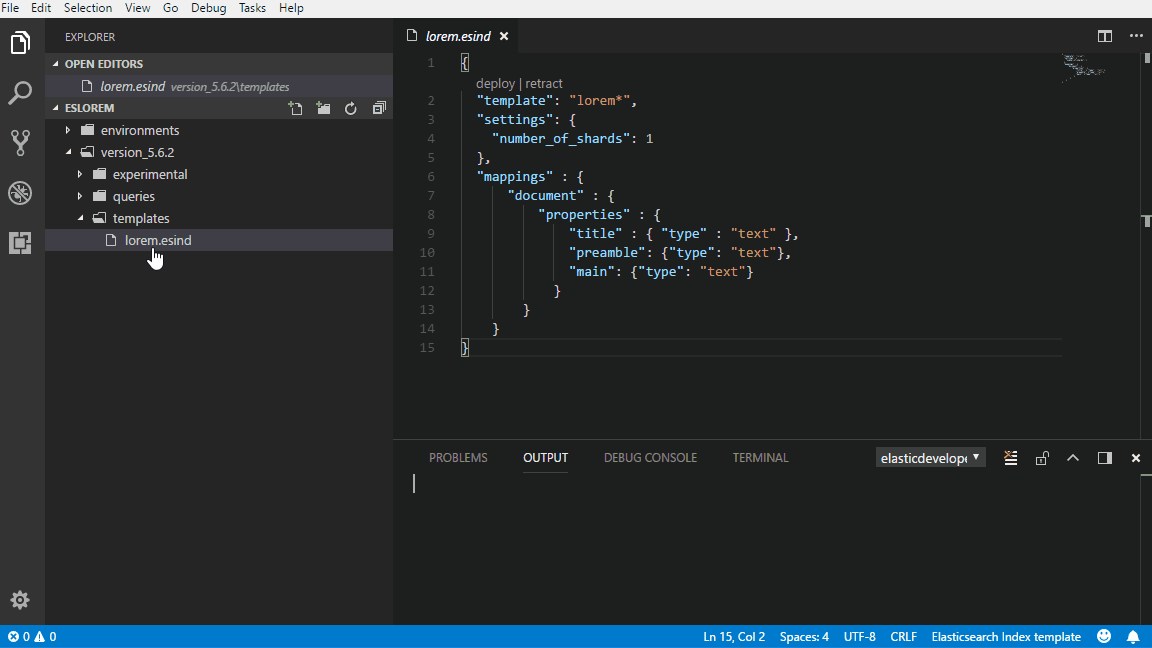 File Edit Selection View Go Debug Tasks Help
EXPLORER
OPEN EDITORS
lorem.esind version_5.6.2\templates
ESLOREM
environments
version_5.6.2
experimental
queries
templates
lorem.esind
lorem.esind
1 {
deploy | retract
2 "template": "lorem*",
3 "settings": {
4 "number_of_shards": 1
5 },
6 "mappings" : {
7 "document" : {
8 "properties" : {
9 "title" : { "type" : "text" },
10 "preamble": {"type": "text"},
11 "main": {"type": "text"}
12 }
13 }
14 }
15 }
PROBLEMS OUTPUT DEBUG CONSOLE TERMINAL elasticdevelope
0 0 Ln 15, Col 2 Spaces: 4 UTF-8 CRLF Elasticsearch Index template